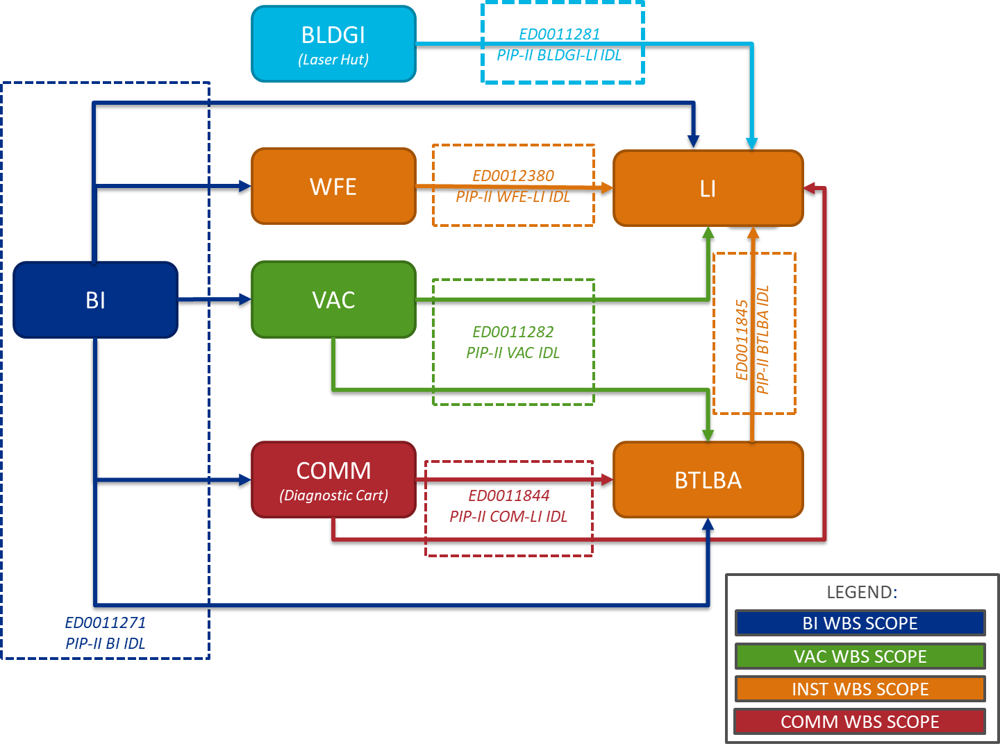 BLDGI
(Laser Hut)
ED0011281
PIP-II BLDGI-LI IDL
WFE
ED0012380
PIP-II WFE-LI IDL
LI
BI
VAC
ED0011282
PIP-II VAC IDL
ED0011845
PIP-II BTLBA IDL
COMM
(Diagnostic Cart)
ED0011844
PIP-II COM-LI IDL
BTLBA
ED0011271
PIP-II BI IDL
LEGEND:
BI WBS SCOPE
VAC WBS SCOPE
INST WBS SCOPE
COMM WBS SCOPE